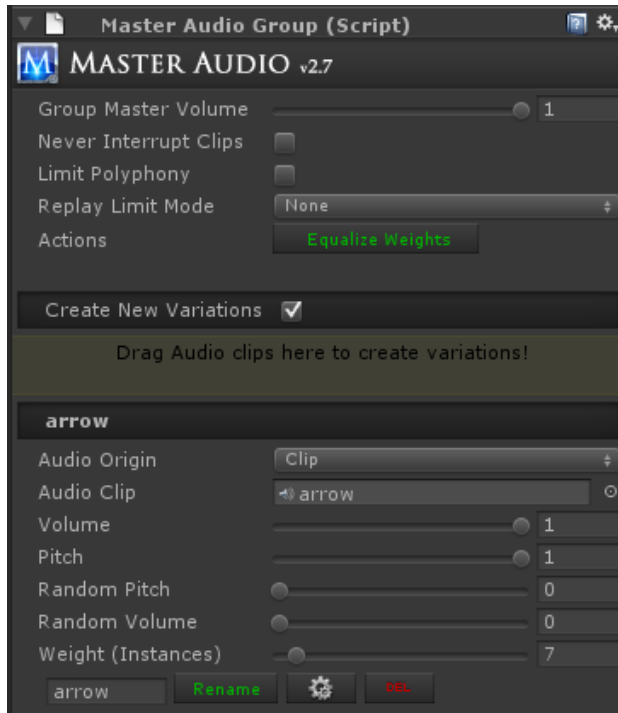 Master Audio Group (Script)
M MASTER AUDIO v2.7
Group Master Volume 1
Never Interrupt Clips
Limit Polyphony
Replay Limit Mode None
Actions Equalize Weights
Create New Variations
Drag Audio clips here to create variations!
arrow
Audio Origin Clip
Audio Clip arrow
Volume 1
Pitch 1
Random Pitch 0
Random Volume 0
Weight (Instances) 7
arrow Rename DEL